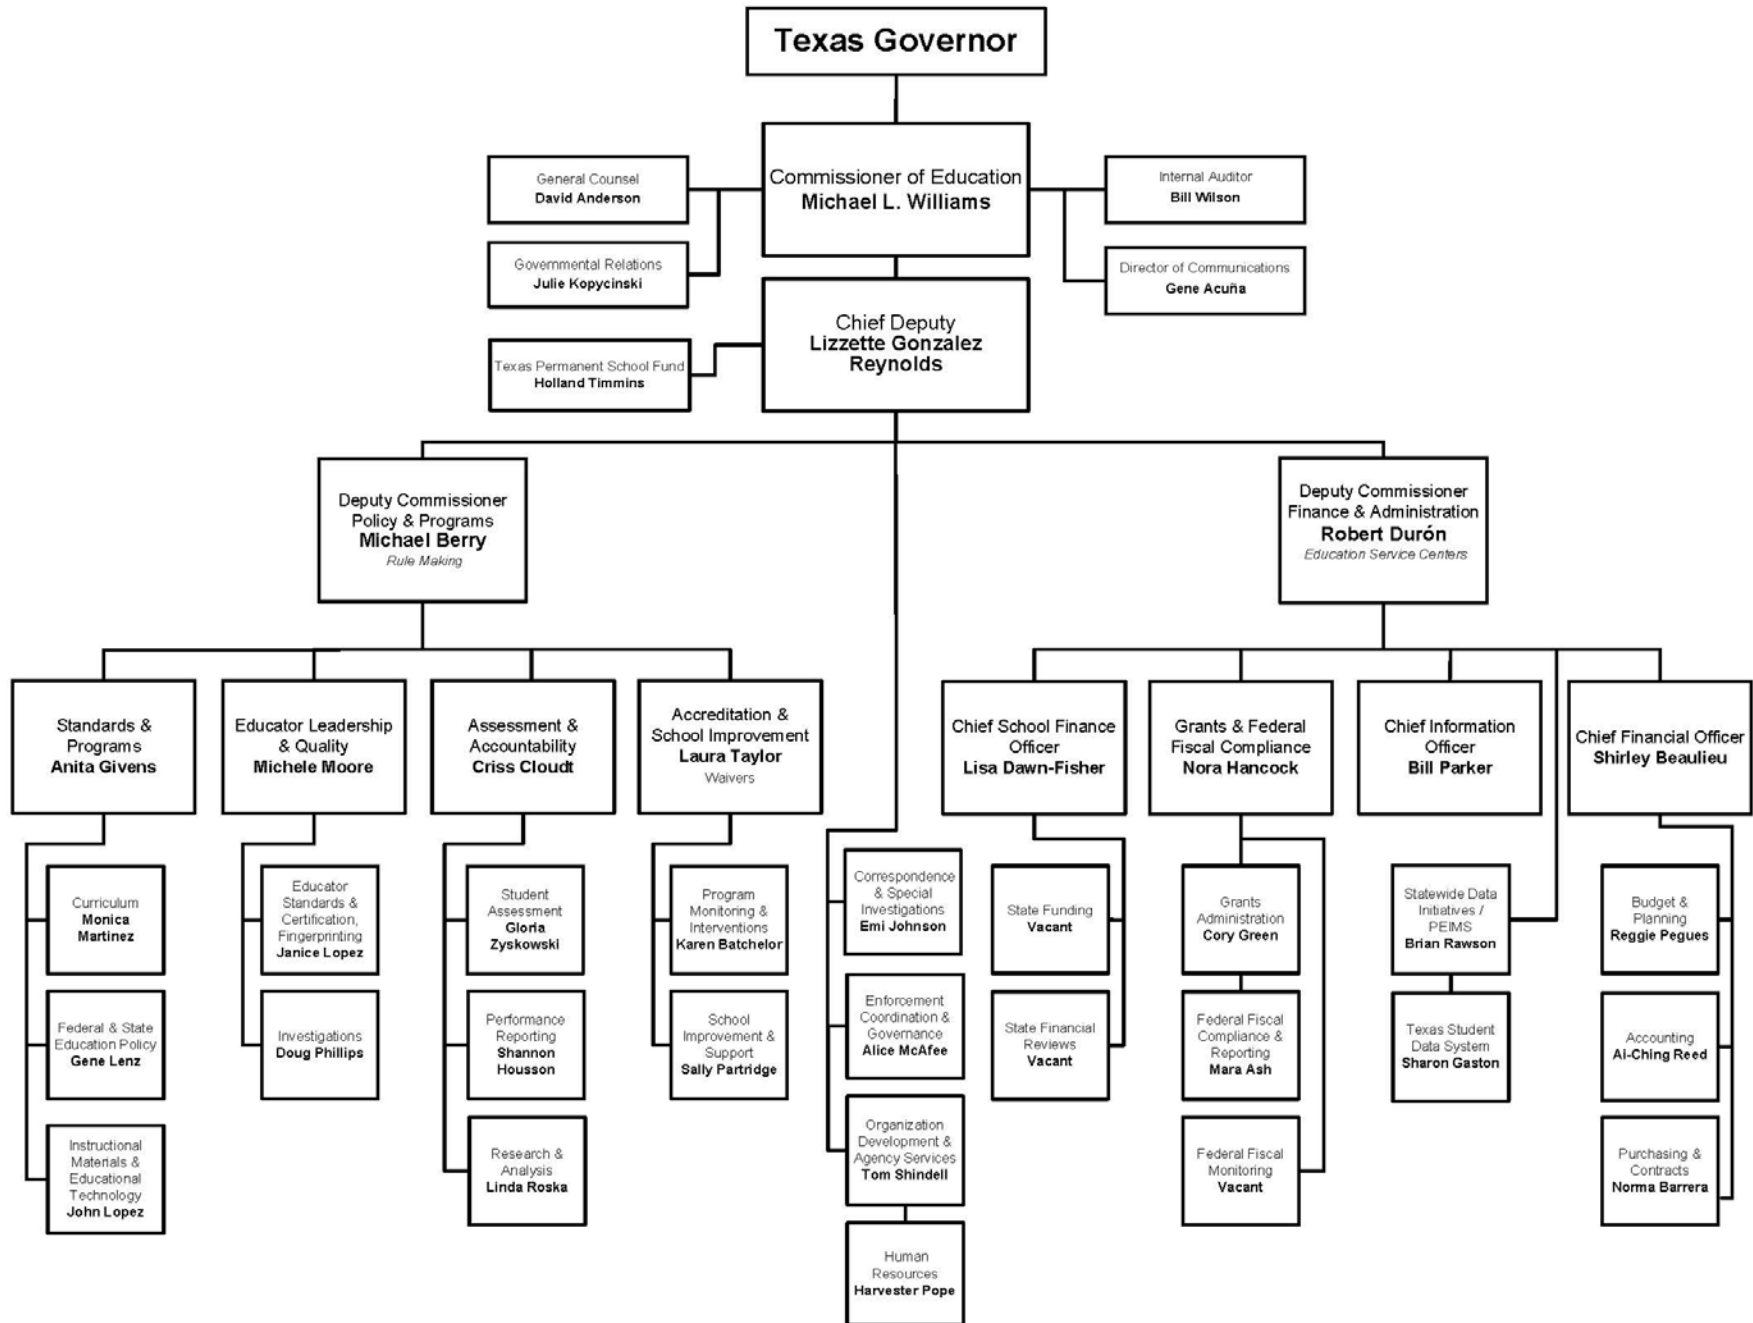 Texas Governor
Commissioner of Education
Michael L. Williams
General Counsel
David Anderson
Governmental Relations
Julie Kopycinski
Internal Auditor
Bill Wilson
Director of Communications
Gene Acuña
Chief Deputy
Lizzette Gonzalez
Reynolds
Texas Permanent School Fund
Holland Timmins
Deputy Commissioner
Policy & Programs
Michael Berry
Rule Making
Deputy Commissioner
Finance & Administration
Robert Durón
Education Service Centers
Standards &
Programs
Anita Givens
Educator Leadership
& Quality
Michele Moore
Assessment &
Accountability
Criss Cloudt
Accreditation &
School Improvement
Laura Taylor
Waivers
Chief School Finance
Officer
Lisa Dawn-Fisher
Grants & Federal
Fiscal Compliance
Nora Hancock
Chief Information
Officer
Bill Parker
Chief Financial Officer
Shirley Beaulieu
Curriculum
Monica
Martinez
Federal & State
Education Policy
Gene Lenz
Instructional
Materials &
Educational
Technology
John Lopez
Educator
Standards &
Certification,
Fingerprinting
Janice Lopez
Investigations
Doug Phillips
Student
Assessment
Gloria
Zyskowski
Performance
Reporting
Shannon
Housson
Research &
Analysis
Linda Roska
Program
Monitoring &
Interventions
Karen Batchelor
School
Improvement &
Support
Sally Partridge
Correspondence
& Special
Investigations
Emi Johnson
Enforcement
Coordination &
Governance
Alice McAfee
Organization
Development &
Agency Services
Tom Shindell
Human
Resources
Harvester Pope
State Funding
Vacant
State Financial
Reviews
Vacant
Grants
Administration
Cory Green
Federal Fiscal
Compliance &
Reporting
Mara Ash
Federal Fiscal
Monitoring
Vacant
Statewide Data
Initiatives /
PEIMS
Brian Rawson
Texas Student
Data System
Sharon Gaston
Budget &
Planning
Reggie Pegues
Accounting
Ai-Ching Reed
Purchasing &
Contracts
Norma Barrera